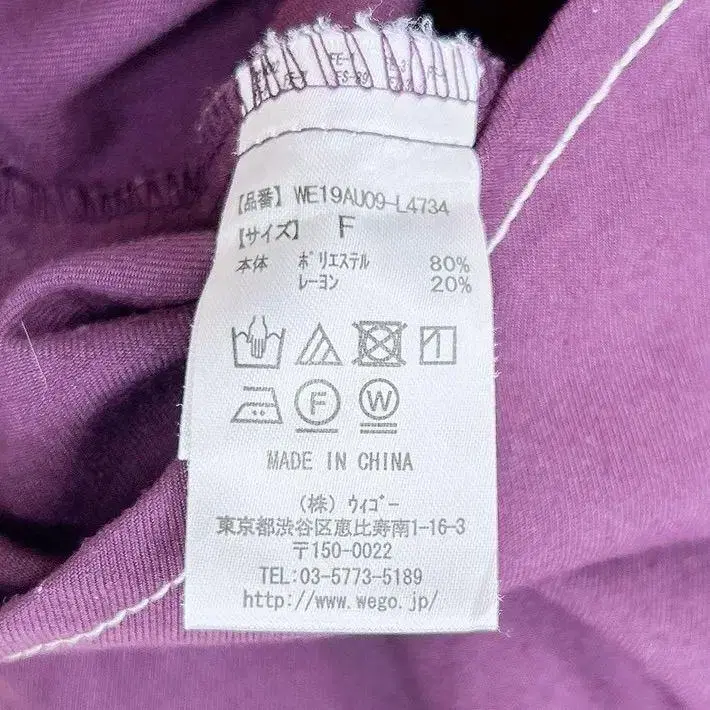 【品番】 WE19AU09-L4734
【サイズ】 F
本体 ポリエステル 80%
レーヨン 20%
F W
MADE IN CHINA
（株）ウィゴー
東京都渋谷区恵比寿南1-16-3
〒150-0022
TEL:03-5773-5189
http://www.wego.jp/